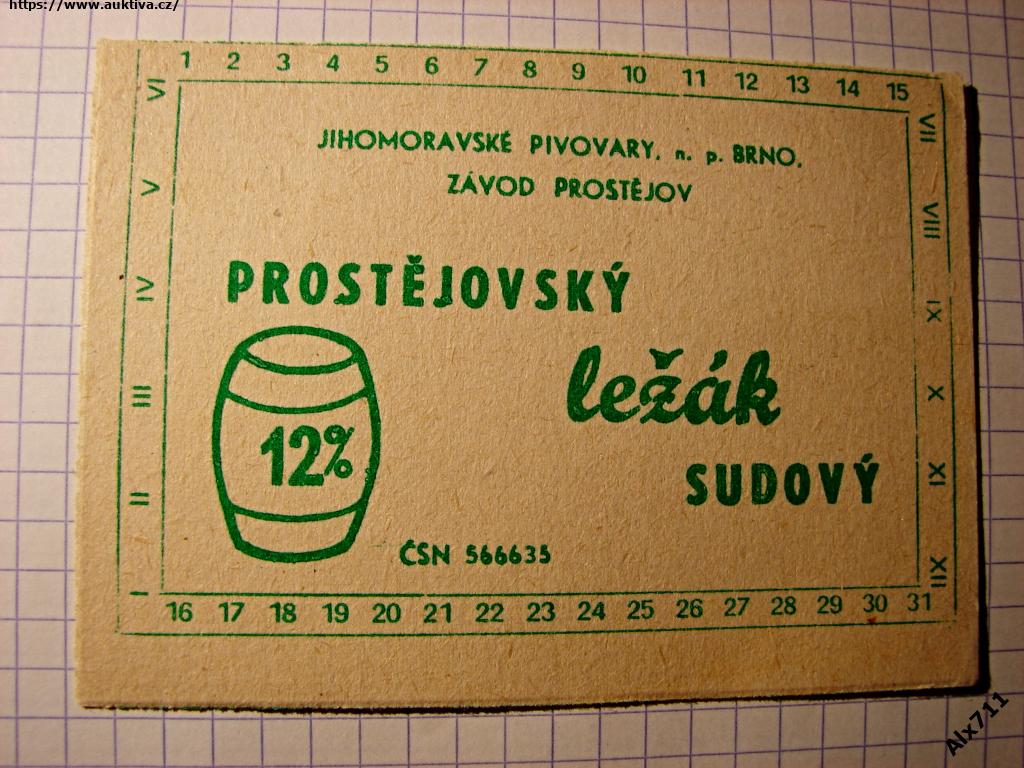 https://www.auktiva.cz/
1 2 3 4 5 6 7 8 9 10 11 12 13 14 15
JIHOMORAVSKÉ PIVOVARY, n. p. BRNO,
ZÁVOD PROSTĚJOV
PROSTĚJOVSKÝ
ležák
12%
SUDOVÝ
ČSN 566635
I II III IV V VI
VII VIII IX X XI XII
16 17 18 19 20 21 22 23 24 25 26 27 28 29 30 31
Alx711